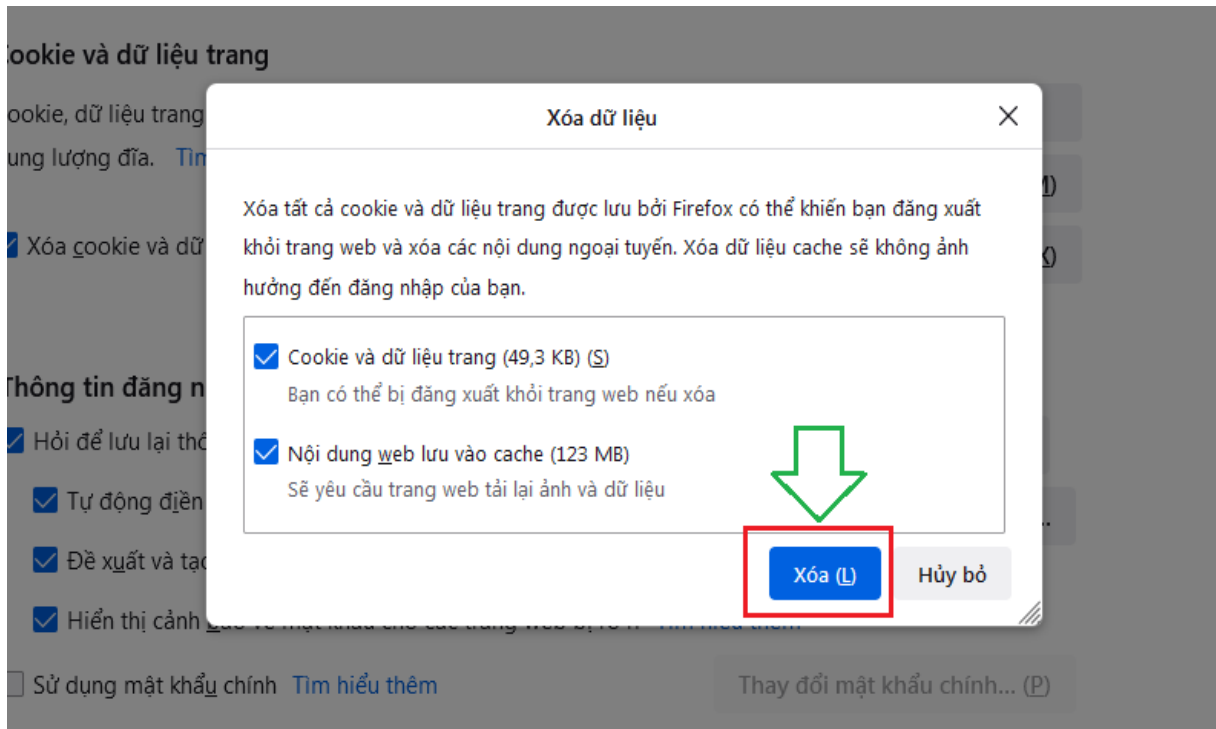 ookie và dữ liệu trang
ookie, dữ liệu trang
ung lượng đĩa. Tìm
Xóa cookie và dữ
Xóa dữ liệu
Xóa tất cả cookie và dữ liệu trang được lưu bởi Firefox có thể khiến bạn đăng xuất
khỏi trang web và xóa các nội dung ngoại tuyến. Xóa dữ liệu cache sẽ không ảnh
hưởng đến đăng nhập của bạn.
Cookie và dữ liệu trang (49,3 KB) (S)
Bạn có thể bị đăng xuất khỏi trang web nếu xóa
Nội dung web lưu vào cache (123 MB)
Sẽ yêu cầu trang web tải lại ảnh và dữ liệu
Xóa (L)
Hủy bỏ
Thông tin đăng n
Hỏi để lưu lại thô
Tự động điền
Đề xuất và tạo
Hiển thị cảnh
Sử dụng mật khẩu chính Tìm hiểu thêm
Thay đổi mật khẩu chính... (P)